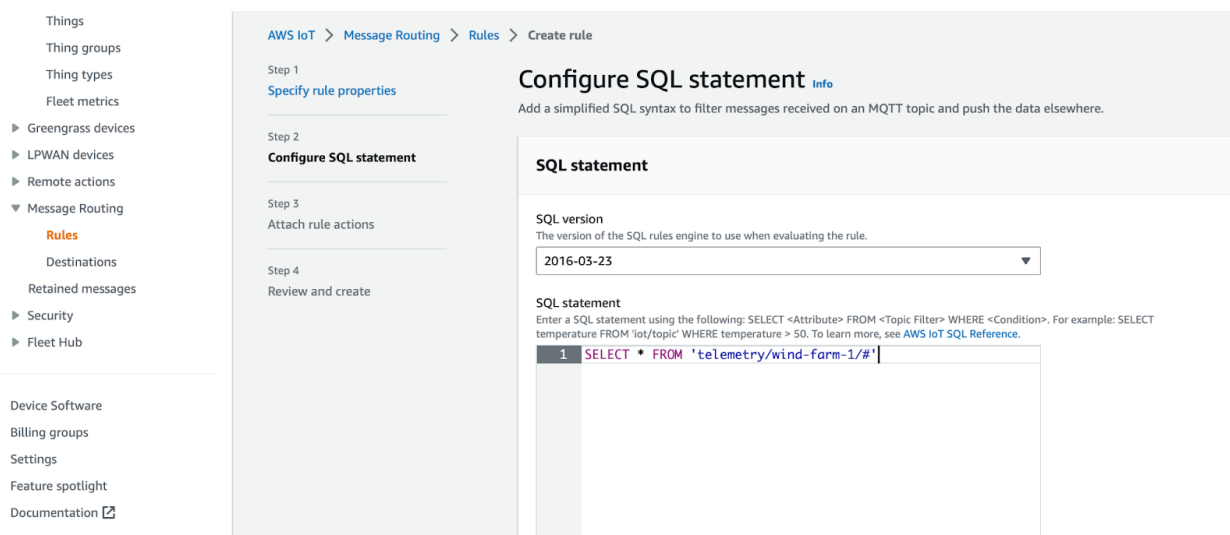 Things
Thing groups
Thing types
Fleet metrics
Greengrass devices
LPWAN devices
Remote actions
Message Routing
Rules
Destinations
Retained messages
Security
Fleet Hub
Device Software
Billing groups
Settings
Feature spotlight
Documentation
AWS IoT > Message Routing > Rules > Create rule
Step 1
Specify rule properties
Step 2
Configure SQL statement
Step 3
Attach rule actions
Step 4
Review and create
Configure SQL statement Info
Add a simplified SQL syntax to filter messages received on an MQTT topic and push the data elsewhere.
SQL statement
SQL version
The version of the SQL rules engine to use when evaluating the rule.
2016-03-23
SQL statement
Enter a SQL statement using the following: SELECT <Attribute> FROM <Topic Filter> WHERE <Condition>. For example: SELECT
temperature FROM 'iot/topic' WHERE temperature > 50. To learn more, see AWS IoT SQL Reference.
1 SELECT * FROM 'telemetry/wind-farm-1/#'